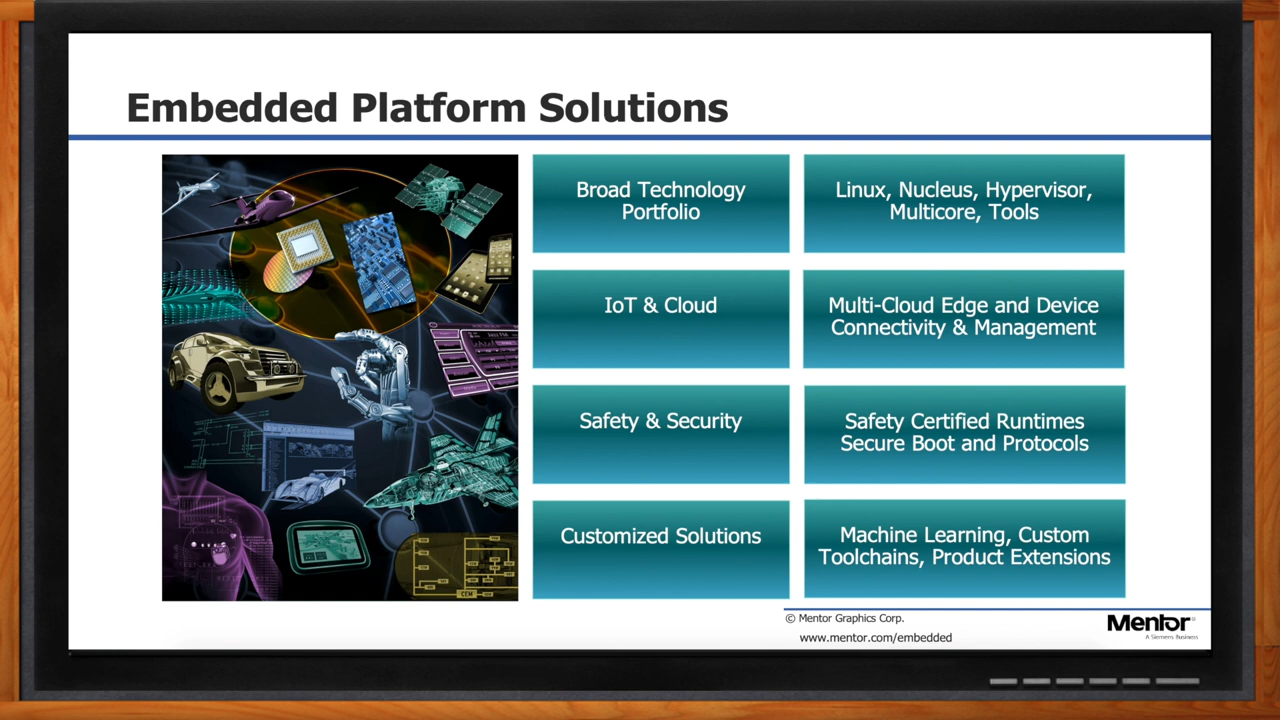 Embedded Platform Solutions
Broad Technology
Portfolio
Linux, Nucleus, Hypervisor,
Multicore, Tools
IoT & Cloud
Multi-Cloud Edge and Device
Connectivity & Management
Safety & Security
Safety Certified Runtimes
Secure Boot and Protocols
Customized Solutions
Machine Learning, Custom
Toolchains, Product Extensions
CEM
© Mentor Graphics Corp.
www.mentor.com/embedded
Mentor®
A Siemens Business